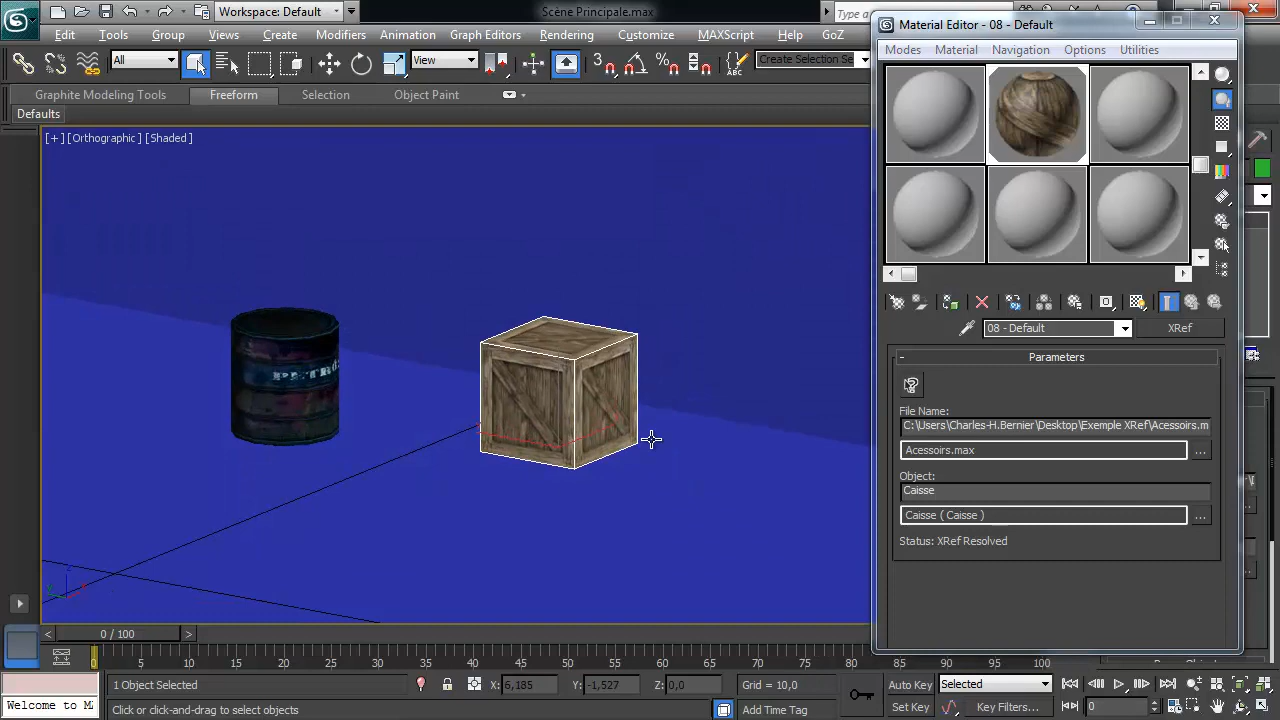 Workspace: Default
Scène Principale.max
Type a
Edit Tools Group Views Create Modifiers Animation Graph Editors Rendering Customize MAXScript Help GoZ
All
View
Create Selection Se
Graphite Modeling Tools Freeform Selection Object Paint
Defaults
[+] [Orthographic] [Shaded]
Material Editor - 08 - Default
Modes Material Navigation Options Utilities
08 - Default
XRef
- Parameters
File Name:
C:\Users\Charles-H.Bernier\Desktop\Exemple XRef\Acessoirs.m
Acessoirs.max
...
Object:
Caisse
Caisse ( Caisse )
...
Status: XRef Resolved
< 0 / 100 >
0 5 10 15 20 25 30 35 40 45 50 55 60 65 70 75 80 85 90 95 100
1 Object Selected
X: 6,185
Y: -1,527
Z: 0,0
Grid = 10,0
Auto Key
Selected
Welcome to M
Click or click-and-drag to select objects
Add Time Tag
Set Key
Key Filters...
0